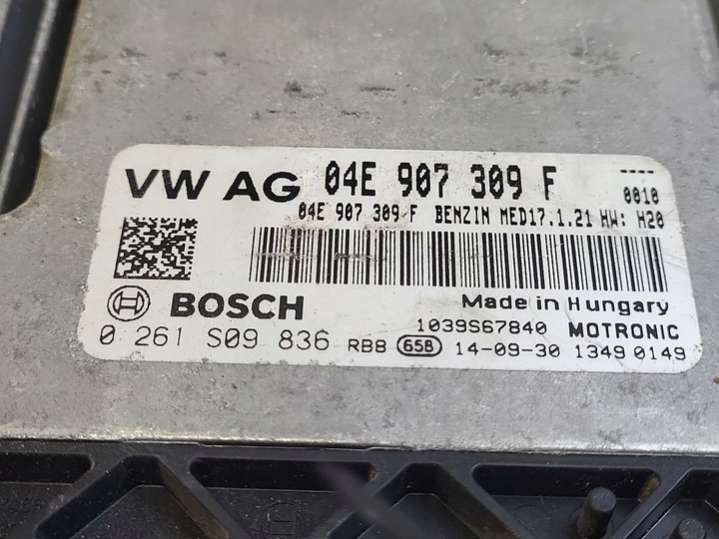 VW AG 04E 907 309 F ----
0010
04E 907 309 F BENZIN MED17.1.21 HW: H20
BOSCH Made in Hungary
1039S67840 MOTRONIC
0 261 S09 836 RB8 65B 14-09-30 1349 0149